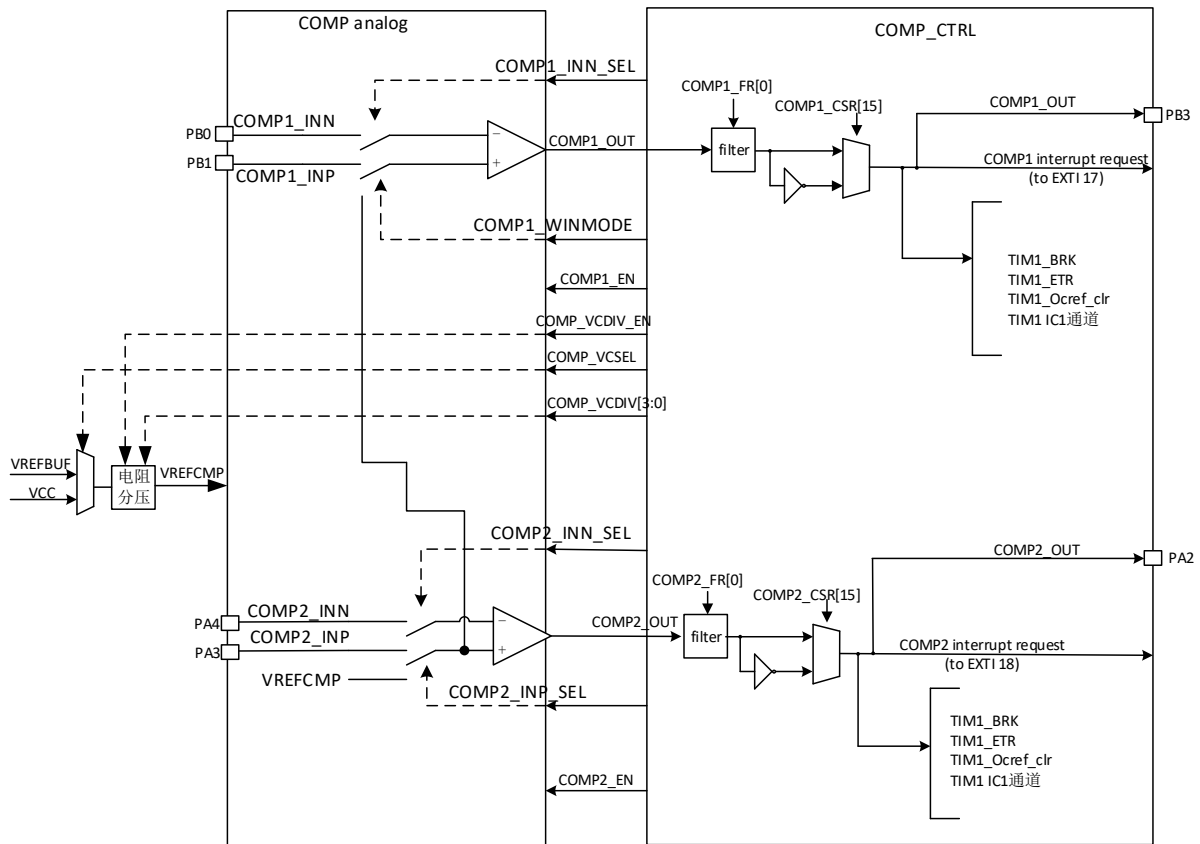 COMP analog
COMP_CTRL
COMP1_INN_SEL
COMP1_FR[0]
COMP1_CSR[15]
COMP1_OUT
PB3
PB0
COMP1_INN
PB1
COMP1_INP
−
+
COMP1_OUT
filter
COMP1 interrupt request
(to EXTI 17)
COMP1_WINMODE
COMP1_EN
TIM1_BRK
TIM1_ETR
TIM1_Ocref_clr
TIM1 IC1通道
COMP_VCDIV_EN
COMP_VCSEL
COMP_VCDIV[3:0]
VREFBUF
VCC
电阻
分压
VREFCMP
COMP2_INN_SEL
COMP2_OUT
PA2
COMP2_FR[0]
COMP2_CSR[15]
PA4
COMP2_INN
PA3
COMP2_INP
−
+
COMP2_OUT
filter
COMP2 interrupt request
(to EXTI 18)
VREFCMP
COMP2_INP_SEL
TIM1_BRK
TIM1_ETR
TIM1_Ocref_clr
TIM1 IC1通道
COMP2_EN